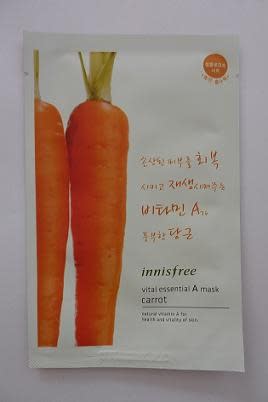 손상된 피부를 회복
시키고 재생시켜주는
비타민 A가
풍부한 당근
innisfree
vital essential A mask
carrot
natural vitamin A for
health and vitality of skin.